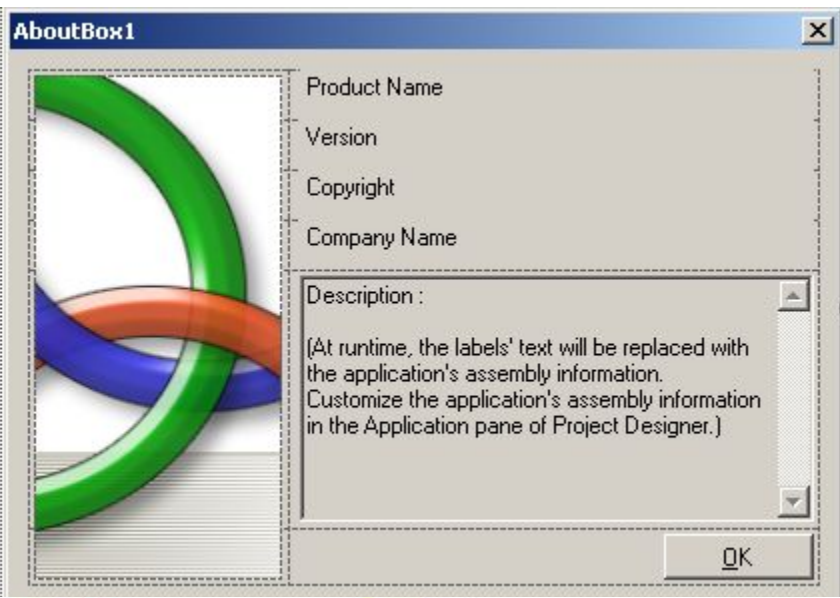 AboutBox1
Product Name
Version
Copyright
Company Name
Description :
(At runtime, the labels' text will be replaced with
the application's assembly information.
Customize the application's assembly information
in the Application pane of Project Designer.)
OK